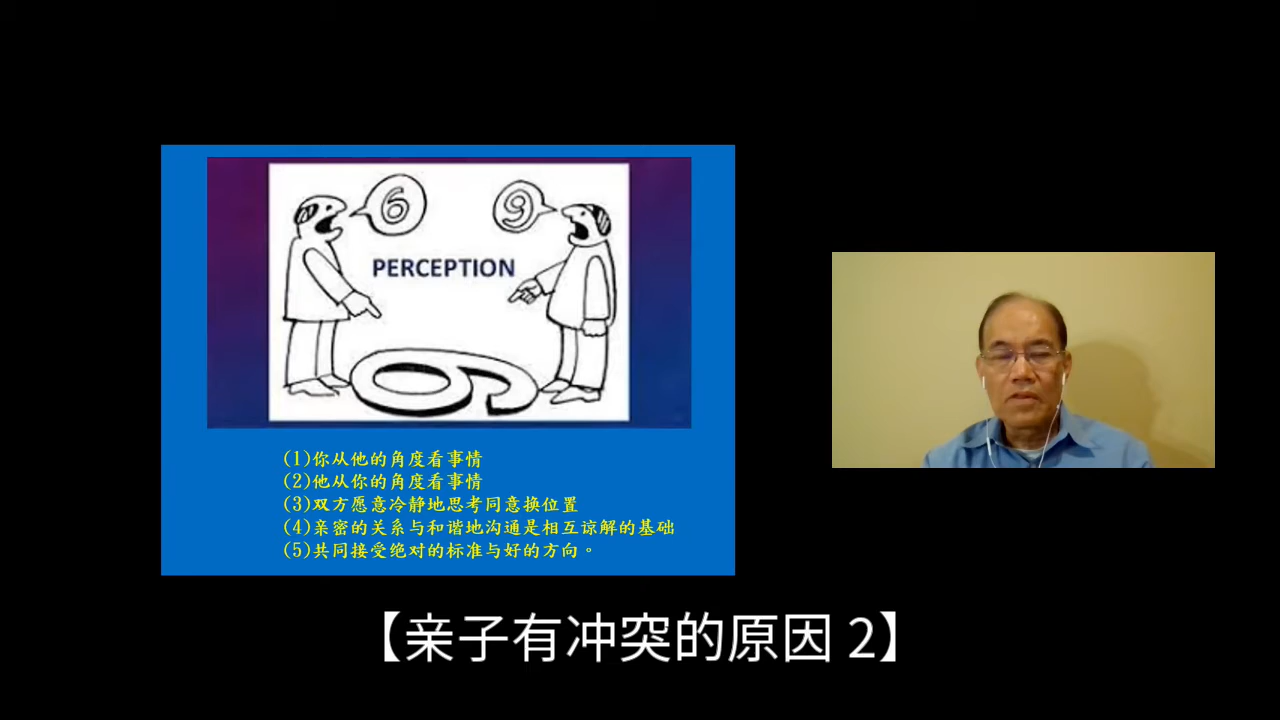 6
9
PERCEPTION
(1)你从他的角度看事情
(2)他从你的角度看事情
(3)双方愿意冷静地思考同意换位置
(4)亲密的关系与和谐地沟通是相互谅解的基础
(5)共同接受绝对的标准与好的方向。
【亲子有冲突的原因 2】